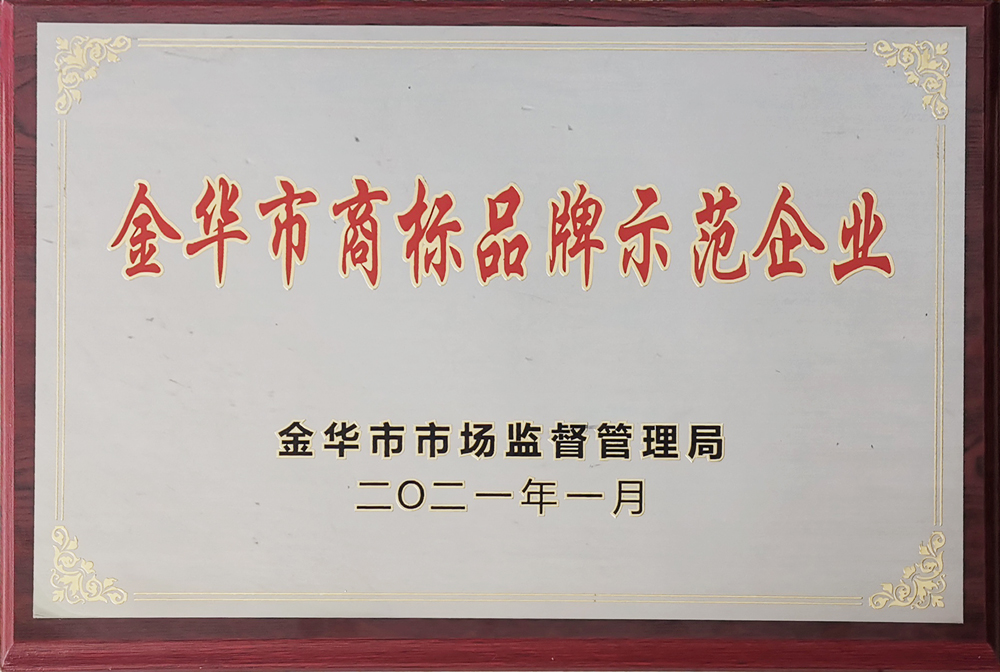 金华市商标品牌示范企业
金华市市场监督管理局
二〇二一年一月